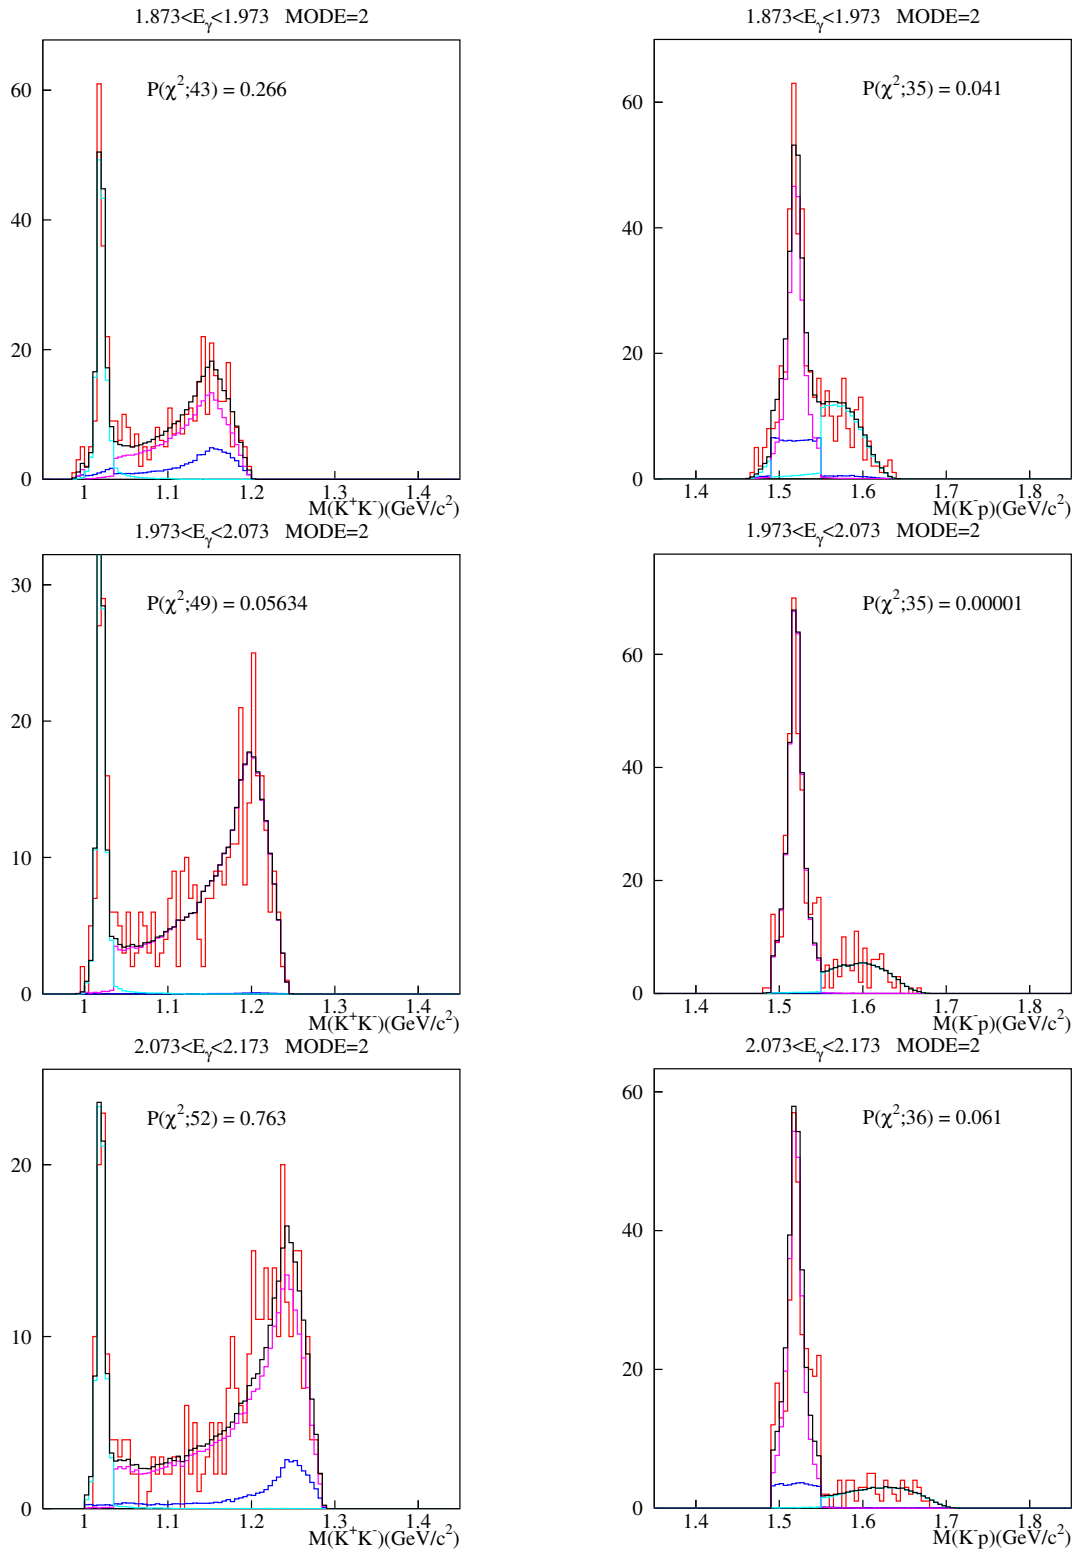 1.873<Eγ<1.973 MODE=2
P(χ²;43) = 0.266
0
20
40
60
1 1.1 1.2 1.3 1.4
M(K⁺K⁻)(GeV/c²)
1.873<Eγ<1.973 MODE=2
P(χ²;35) = 0.041
0
20
40
60
1.4 1.5 1.6 1.7 1.8
M(K⁻p)(GeV/c²)
1.973<Eγ<2.073 MODE=2
P(χ²;49) = 0.05634
0
10
20
30
1 1.1 1.2 1.3 1.4
M(K⁺K⁻)(GeV/c²)
1.973<Eγ<2.073 MODE=2
P(χ²;35) = 0.00001
0
20
40
60
1.4 1.5 1.6 1.7 1.8
M(K⁻p)(GeV/c²)
2.073<Eγ<2.173 MODE=2
P(χ²;52) = 0.763
0
10
20
1 1.1 1.2 1.3 1.4
M(K⁺K⁻)(GeV/c²)
2.073<Eγ<2.173 MODE=2
P(χ²;36) = 0.061
0
20
40
60
1.4 1.5 1.6 1.7 1.8
M(K⁻p)(GeV/c²)